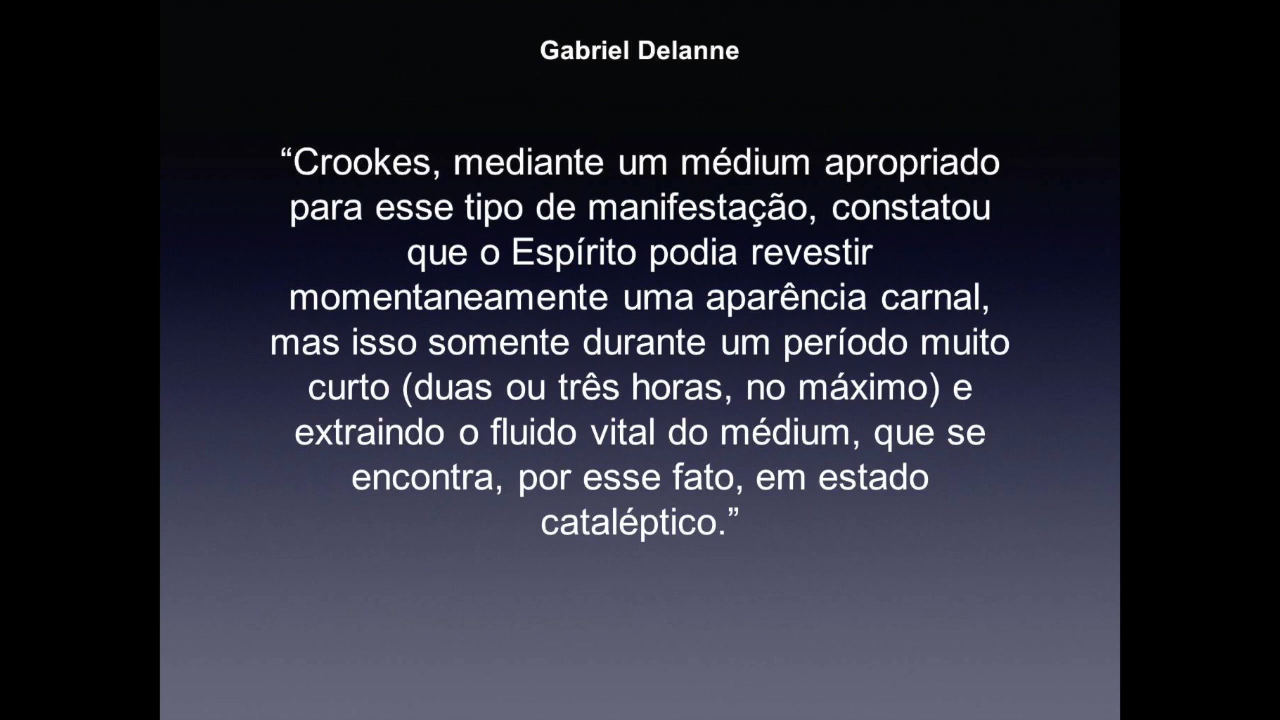 Gabriel Delanne
“Crookes, mediante um médium apropriado
para esse tipo de manifestação, constatou
que o Espírito podia revestir
momentaneamente uma aparência carnal,
mas isso somente durante um período muito
curto (duas ou três horas, no máximo) e
extraindo o fluido vital do médium, que se
encontra, por esse fato, em estado
cataléptico.”